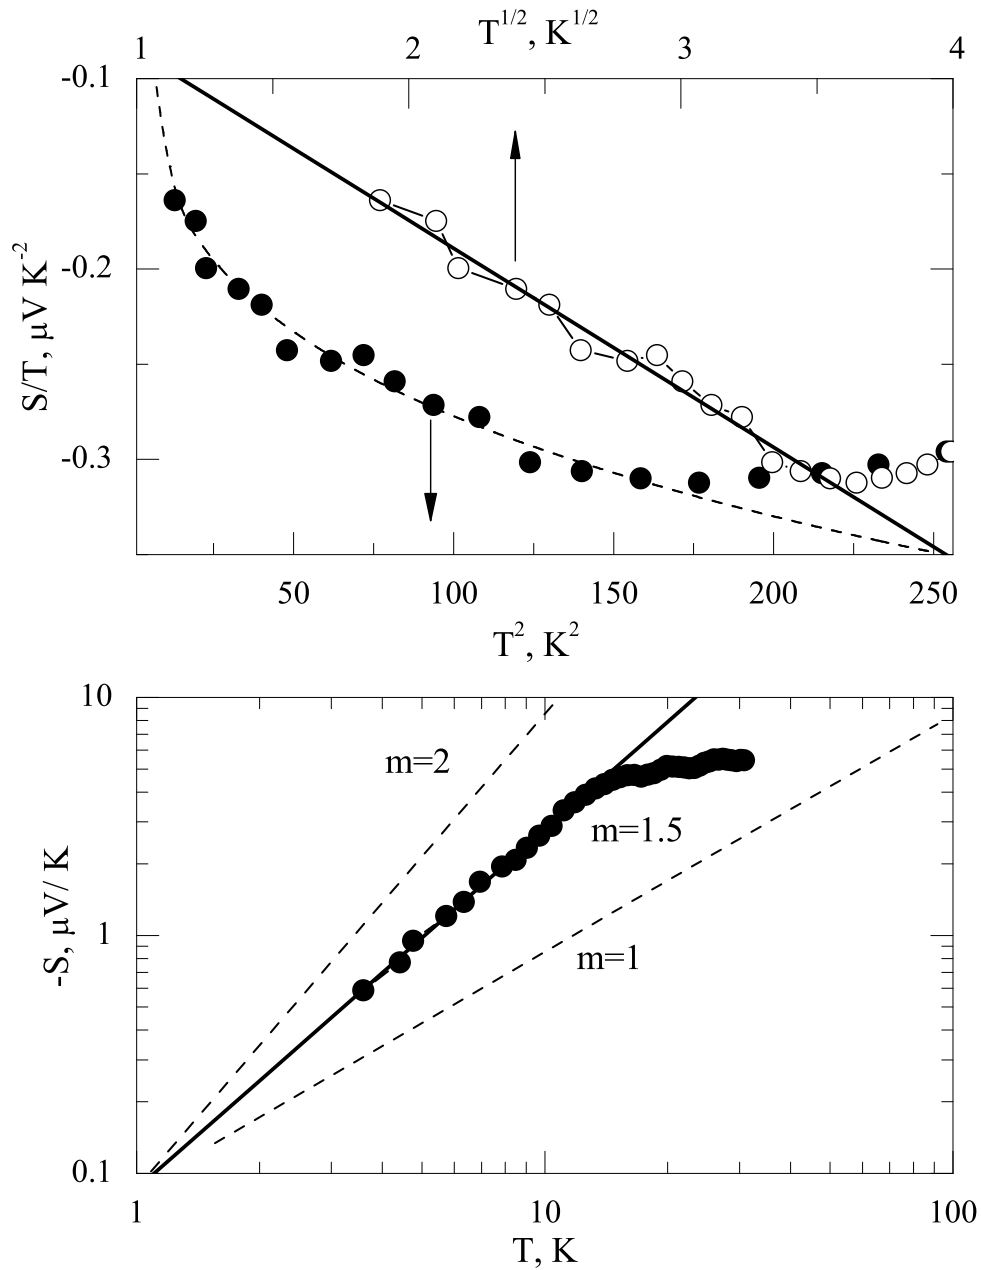 T^1/2, K^1/2
1 2 3 4
-0.1
-0.2
-0.3
S/T, μV K^-2
50 100 150 200 250
T^2, K^2
10
m=2
m=1.5
1
m=1
-S, μV/ K
0.1
1 10 100
T, K